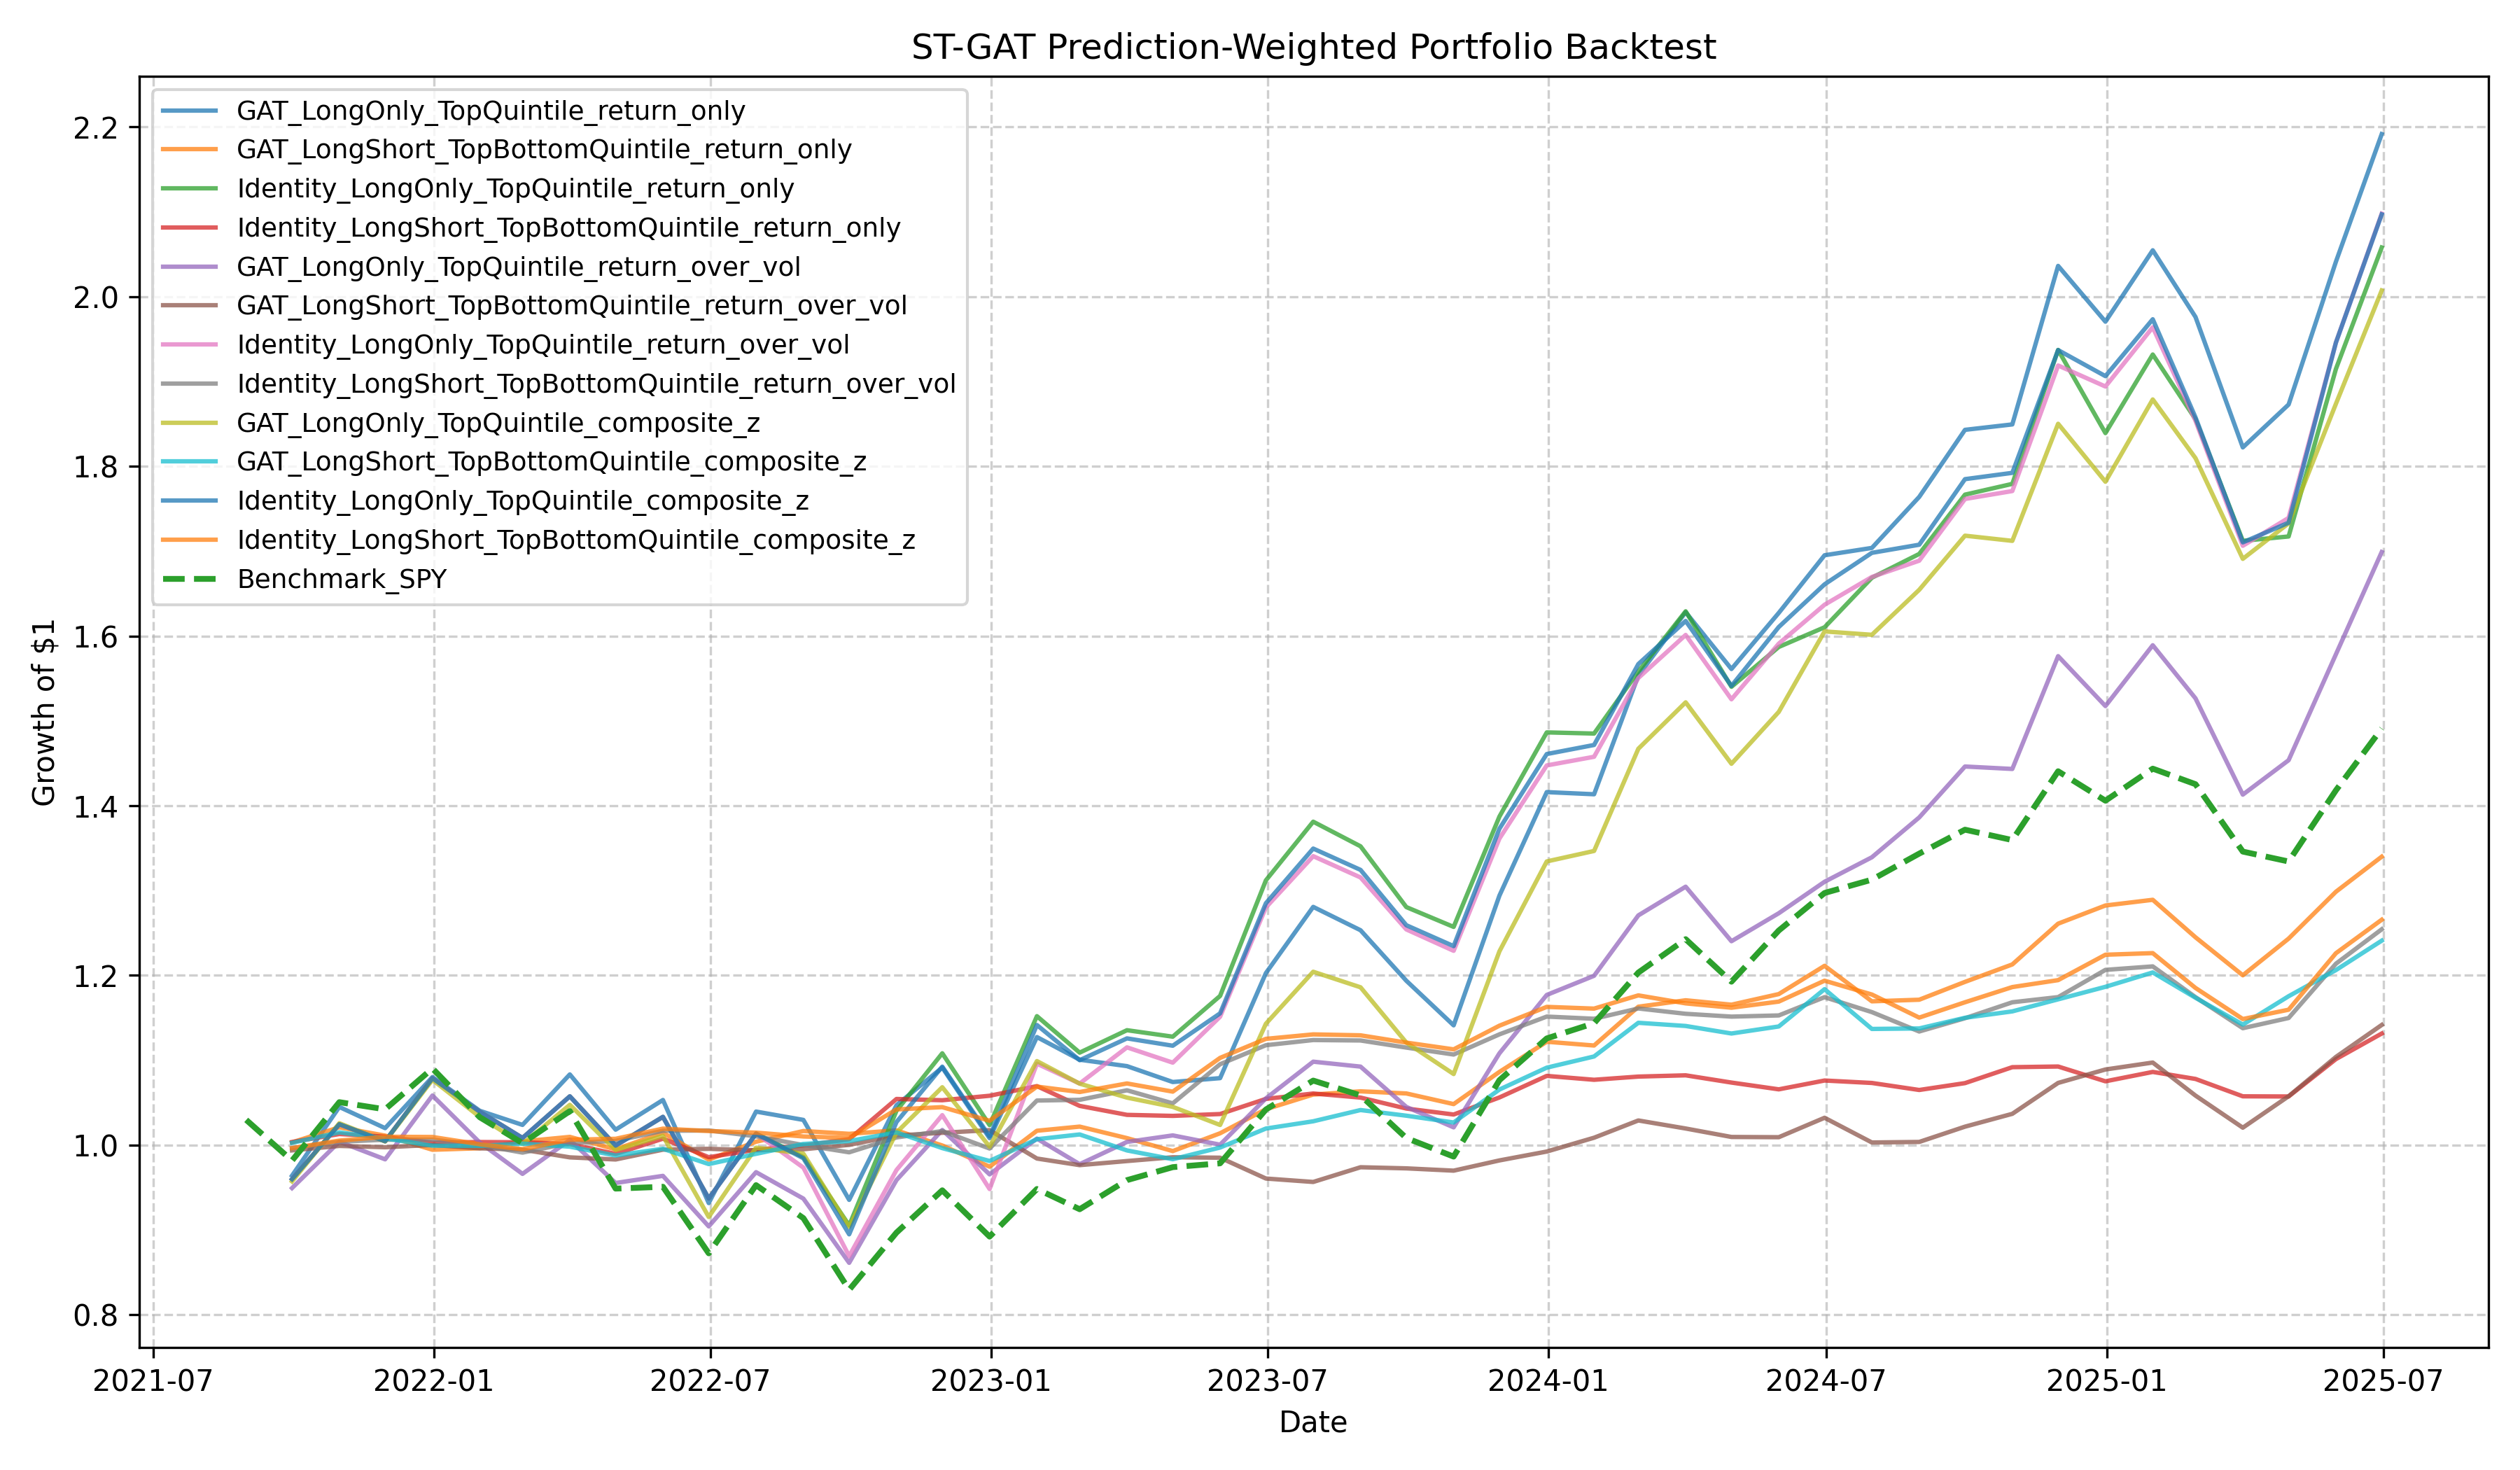 ST-GAT Prediction-Weighted Portfolio Backtest
GAT_LongOnly_TopQuintile_return_only
GAT_LongShort_TopBottomQuintile_return_only
Identity_LongOnly_TopQuintile_return_only
Identity_LongShort_TopBottomQuintile_return_only
GAT_LongOnly_TopQuintile_return_over_vol
GAT_LongShort_TopBottomQuintile_return_over_vol
Identity_LongOnly_TopQuintile_return_over_vol
Identity_LongShort_TopBottomQuintile_return_over_vol
GAT_LongOnly_TopQuintile_composite_z
GAT_LongShort_TopBottomQuintile_composite_z
Identity_LongOnly_TopQuintile_composite_z
Identity_LongShort_TopBottomQuintile_composite_z
Benchmark_SPY
Growth of $1
2.2
2.0
1.8
1.6
1.4
1.2
1.0
0.8
2021-07
2022-01
2022-07
2023-01
2023-07
2024-01
2024-07
2025-01
2025-07
Date